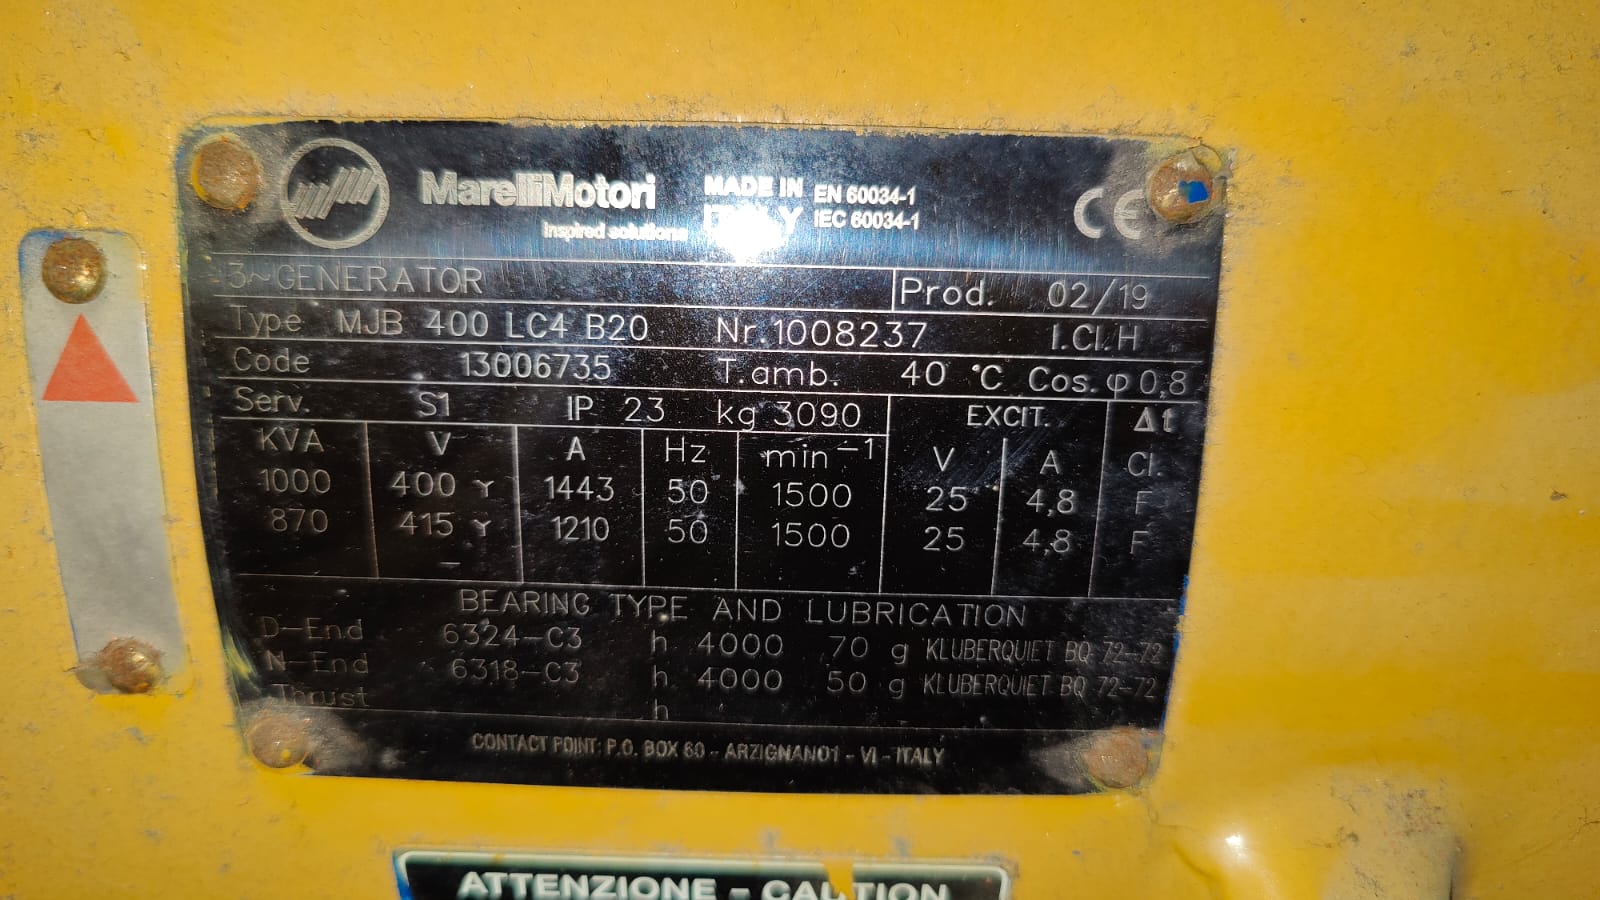 MarelliMotori
Inspired solutions
MADE IN ITALY
EN 60034-1
IEC 60034-1
CE
3~GENERATOR Prod. 02/19
Type MJB 400 LC4 B20 Nr.1008237 I.Cl.H
Code 13006735 T.amb. 40 °C Cos.φ 0,8
Serv. S1 IP 23 kg 3090 EXCIT. Δt
KVA V A Hz min⁻¹ V A Cl.
1000 400 Y 1443 50 1500 25 4,8 F
870 415 Y 1210 50 1500 25 4,8 F
–
BEARING TYPE AND LUBRICATION
D-End 6324-C3 h 4000 70 g KLUBERQUIET BQ 72-72
N-End 6318-C3 h 4000 50 g KLUBERQUIET BQ 72-72
Thrust h
CONTACT POINT: P.O. BOX 60 - ARZIGNANO1 - VI - ITALY
ATTENZIONE - CAUTION